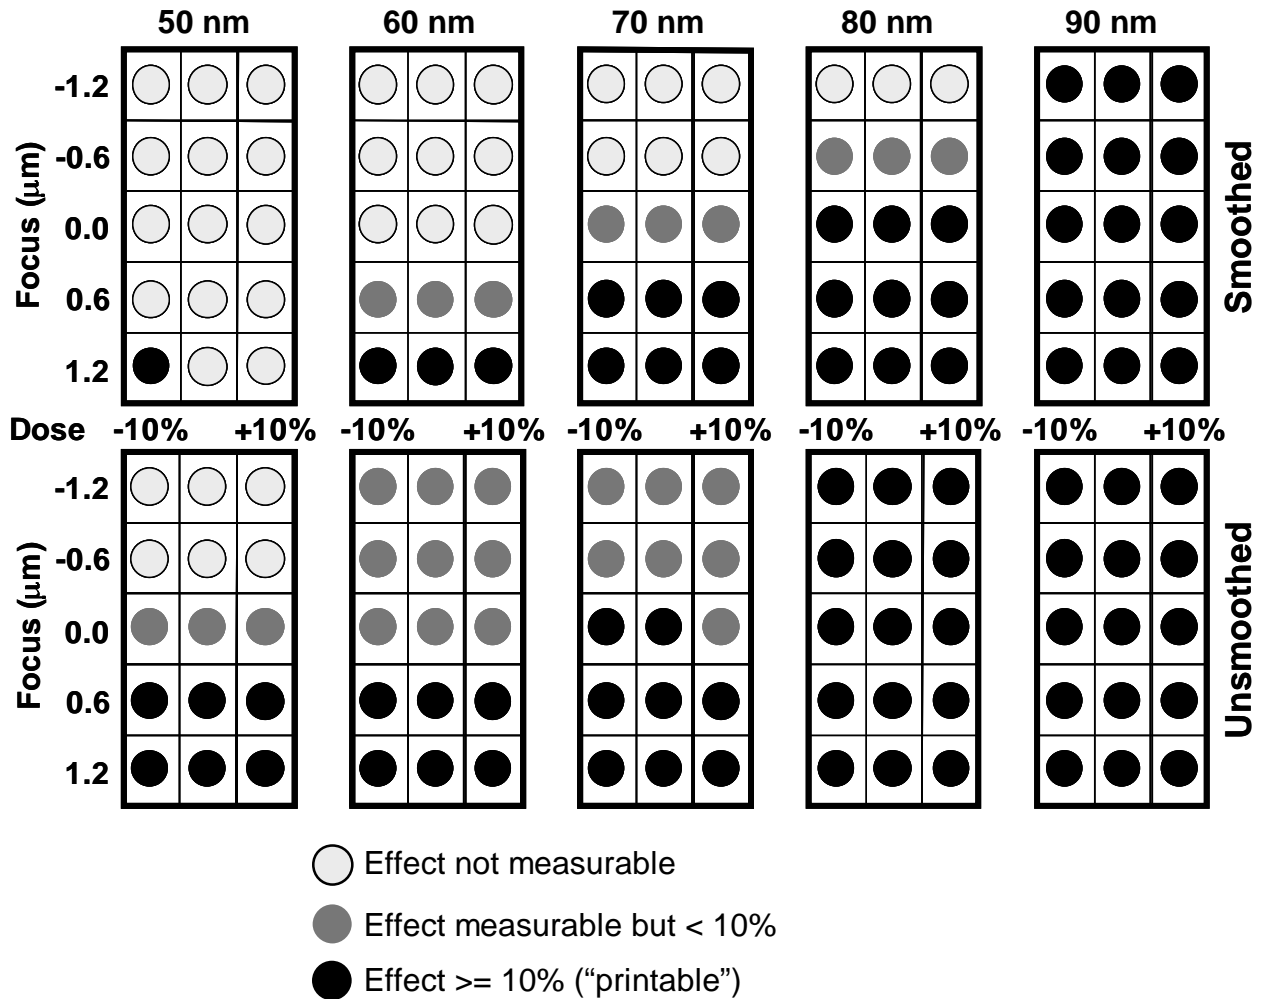 50 nm 60 nm 70 nm 80 nm 90 nm
-1.2
-0.6
0.0
0.6
1.2
Focus (μm)
Smoothed
Dose -10% +10% -10% +10% -10% +10% -10% +10% -10% +10%
-1.2
-0.6
0.0
0.6
1.2
Focus (μm)
Unsmoothed
Effect not measurable
Effect measurable but < 10%
Effect >= 10% (“printable”)